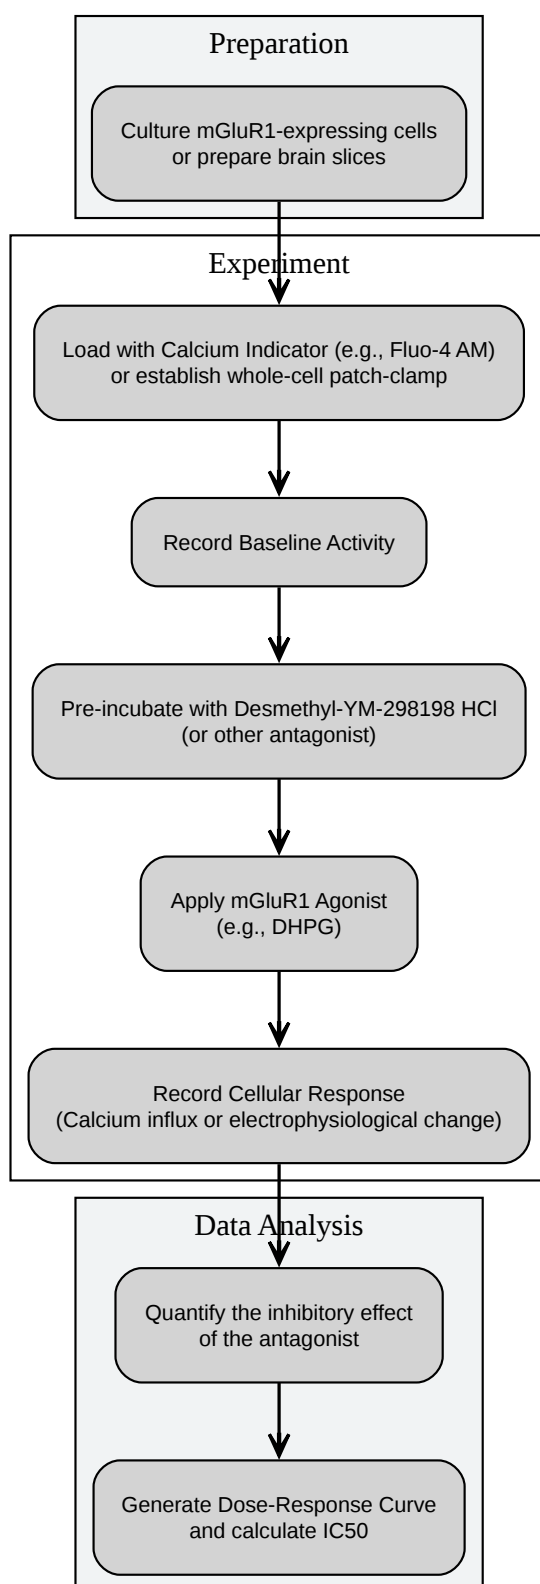 Preparation
Culture mGluR1-expressing cells
or prepare brain slices
Experiment
Load with Calcium Indicator (e.g., Fluo-4 AM)
or establish whole-cell patch-clamp
Record Baseline Activity
Pre-incubate with Desmethyl-YM-298198 HCl
(or other antagonist)
Apply mGluR1 Agonist
(e.g., DHPG)
Record Cellular Response
(Calcium influx or electrophysiological change)
Data Analysis
Quantify the inhibitory effect
of the antagonist
Generate Dose-Response Curve
and calculate IC50